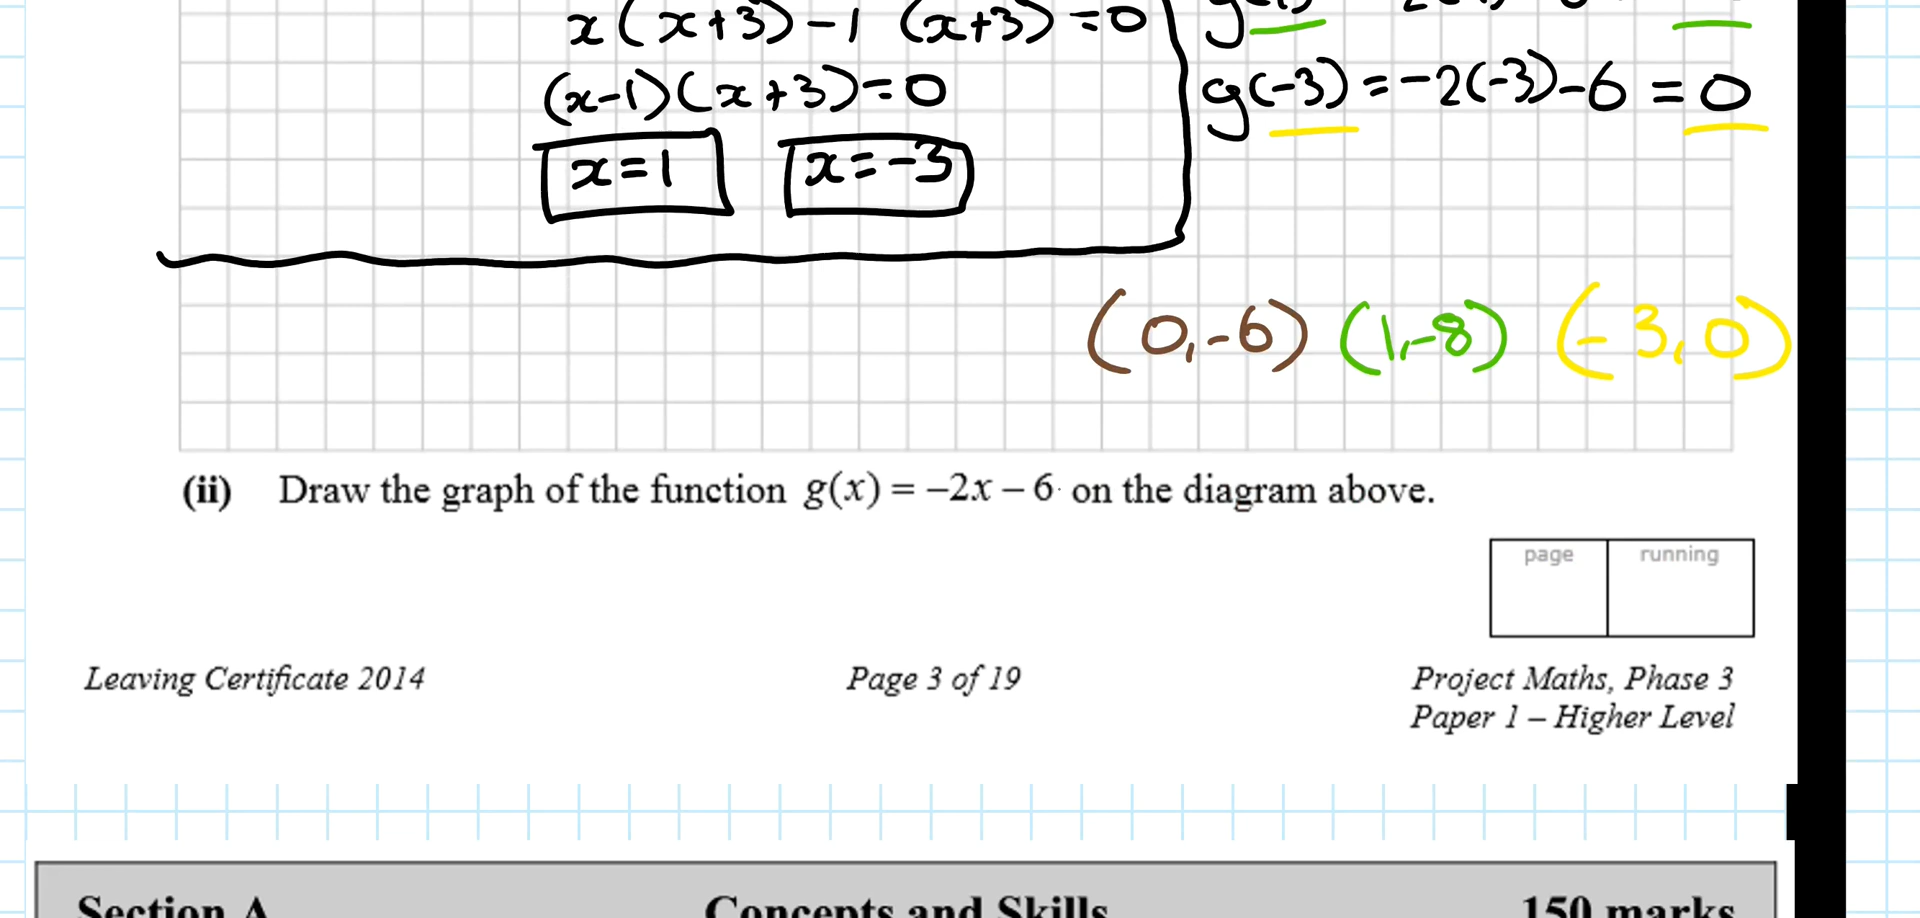 x(x+3)-1(x+3)=0
(x-1)(x+3)=0
x=1 x=-3
g(-3)=-2(-3)-6=0
(0,-6) (1,-8) (-3,0)
(ii) Draw the graph of the function g(x) = −2x − 6 on the diagram above.
page running
Leaving Certificate 2014 Page 3 of 19 Project Maths, Phase 3
Paper 1 – Higher Level
Section A Concepts and Skills 150 marks